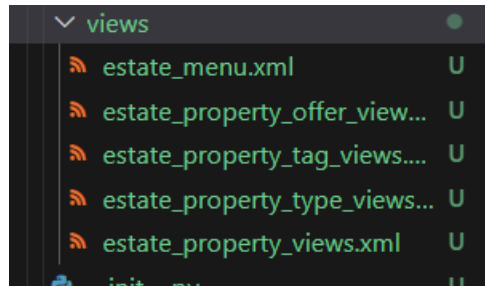 views
estate_menu.xml U
estate_property_offer_view... U
estate_property_tag_views.... U
estate_property_type_views... U
estate_property_views.xml U